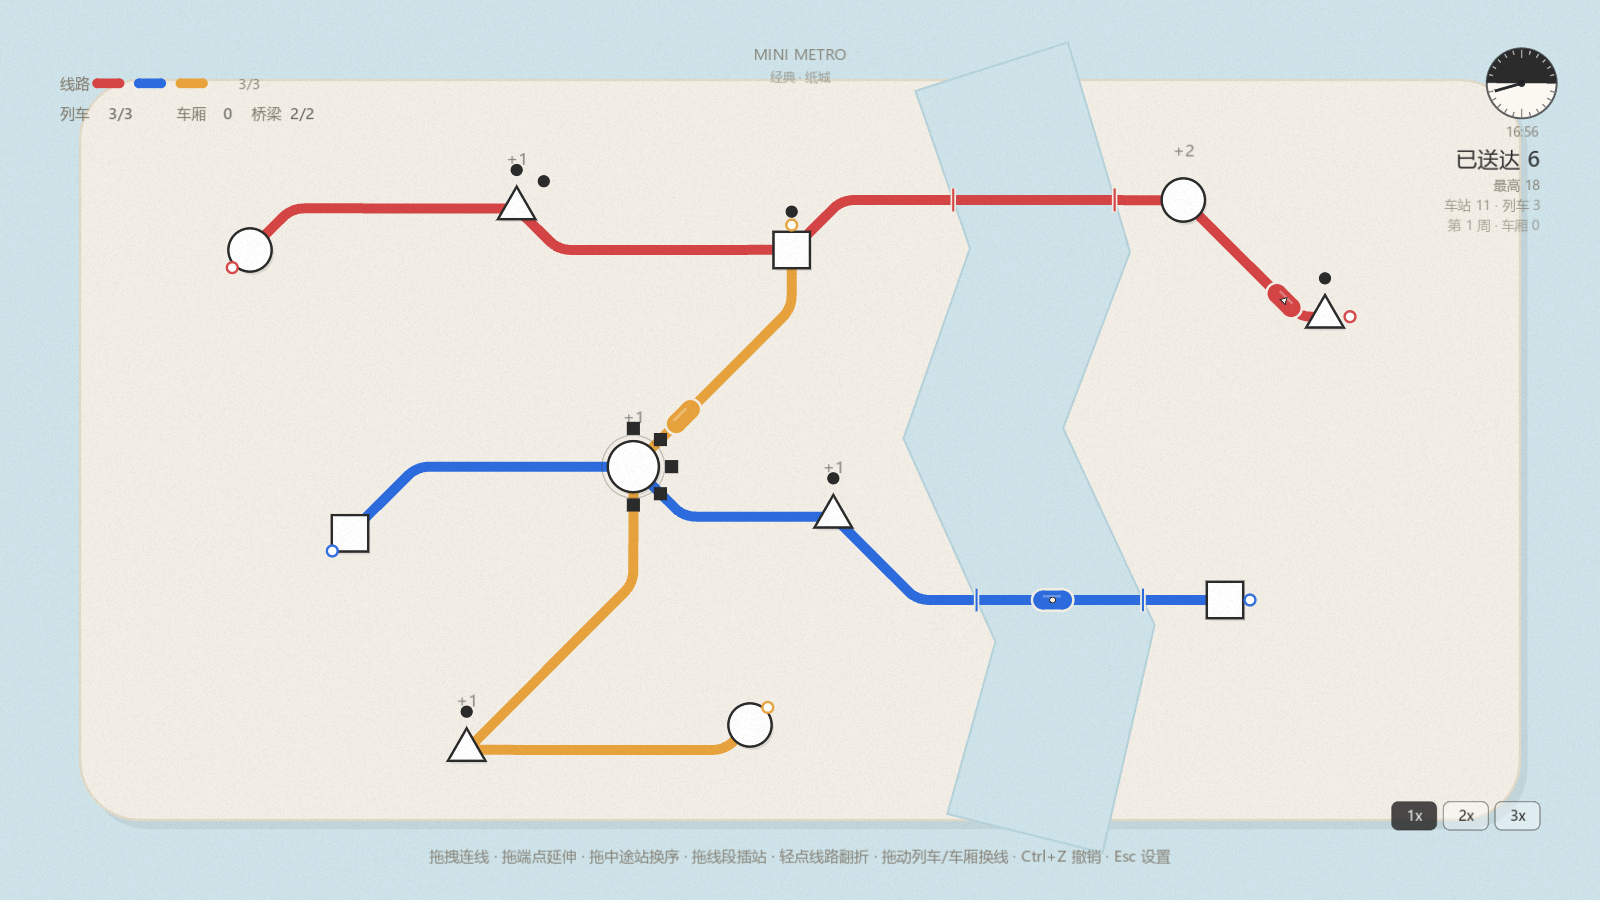 MINI METRO
经典 · 纸城
线路 3/3
列车 3/3 车厢 0 桥梁 2/2
16:56
已送达 6
最高 18
车站 11 · 列车 3
第 1 周 · 车厢 0
+1
+2
+1
+1
+1
1x 2x 3x
拖拽连线 · 拖端点延伸 · 拖中途站换序 · 拖线段插站 · 轻点线路翻折 · 拖动列车/车厢换线 · Ctrl+Z 撤销 · Esc 设置